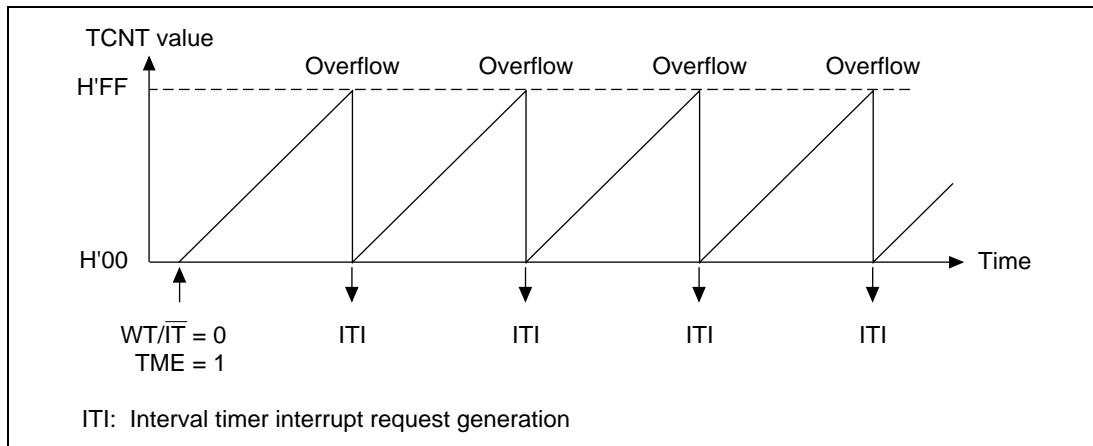 TCNT value
Overflow Overflow Overflow Overflow
H'FF
H'00
Time
WT/I̅T̅ = 0
TME = 1
ITI ITI ITI ITI
ITI: Interval timer interrupt request generation